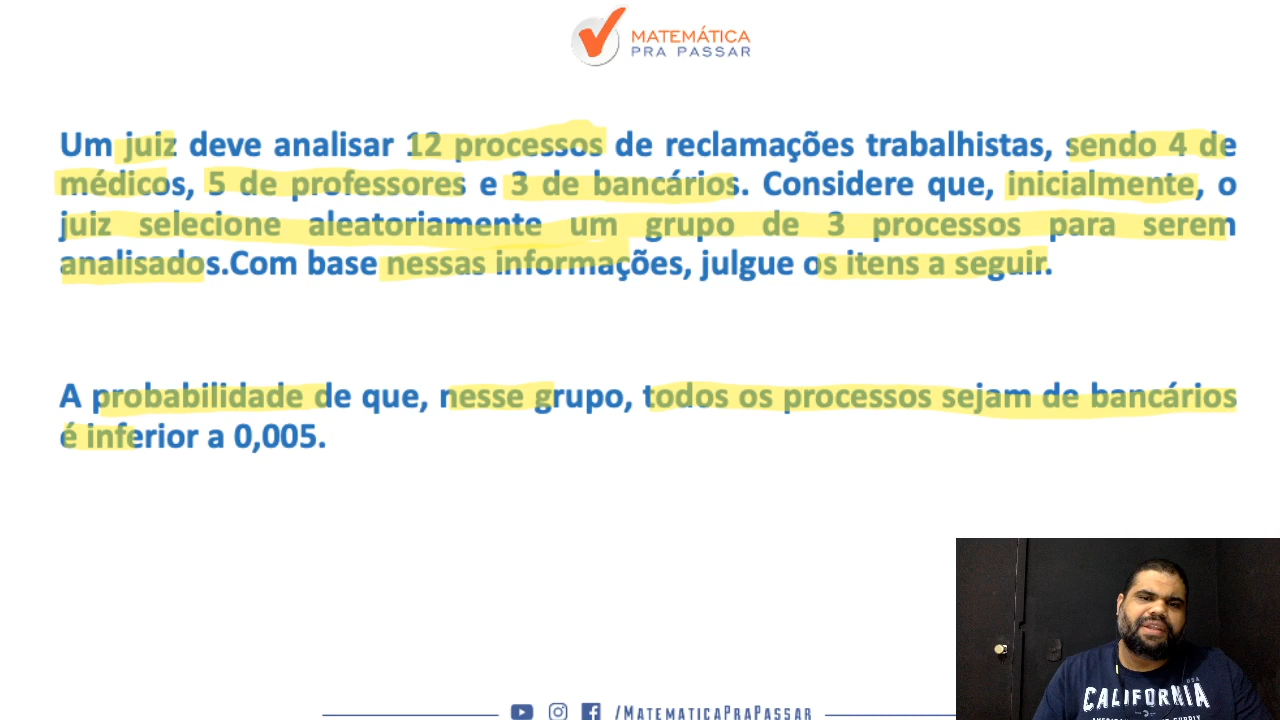 MATEMÁTICA
PRA PASSAR
Um juiz deve analisar 12 processos de reclamações trabalhistas, sendo 4 de
médicos, 5 de professores e 3 de bancários. Considere que, inicialmente, o
juiz selecione aleatoriamente um grupo de 3 processos para serem
analisados.Com base nessas informações, julgue os itens a seguir.
A probabilidade de que, nesse grupo, todos os processos sejam de bancários
é inferior a 0,005.
USA
CALIFORNIA
/MATEMATICAPRAPASSAR